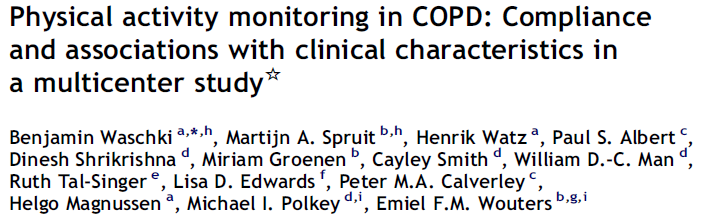 Physical activity monitoring in COPD: Compliance
and associations with clinical characteristics in
a multicenter study☆
Benjamin Waschki a,*,h, Martijn A. Spruit b,h, Henrik Watz a, Paul S. Albert c,
Dinesh Shrikrishna d, Miriam Groenen b, Cayley Smith d, William D.-C. Man d,
Ruth Tal-Singer e, Lisa D. Edwards f, Peter M.A. Calverley c,
Helgo Magnussen a, Michael I. Polkey d,i, Emiel F.M. Wouters b,g,i